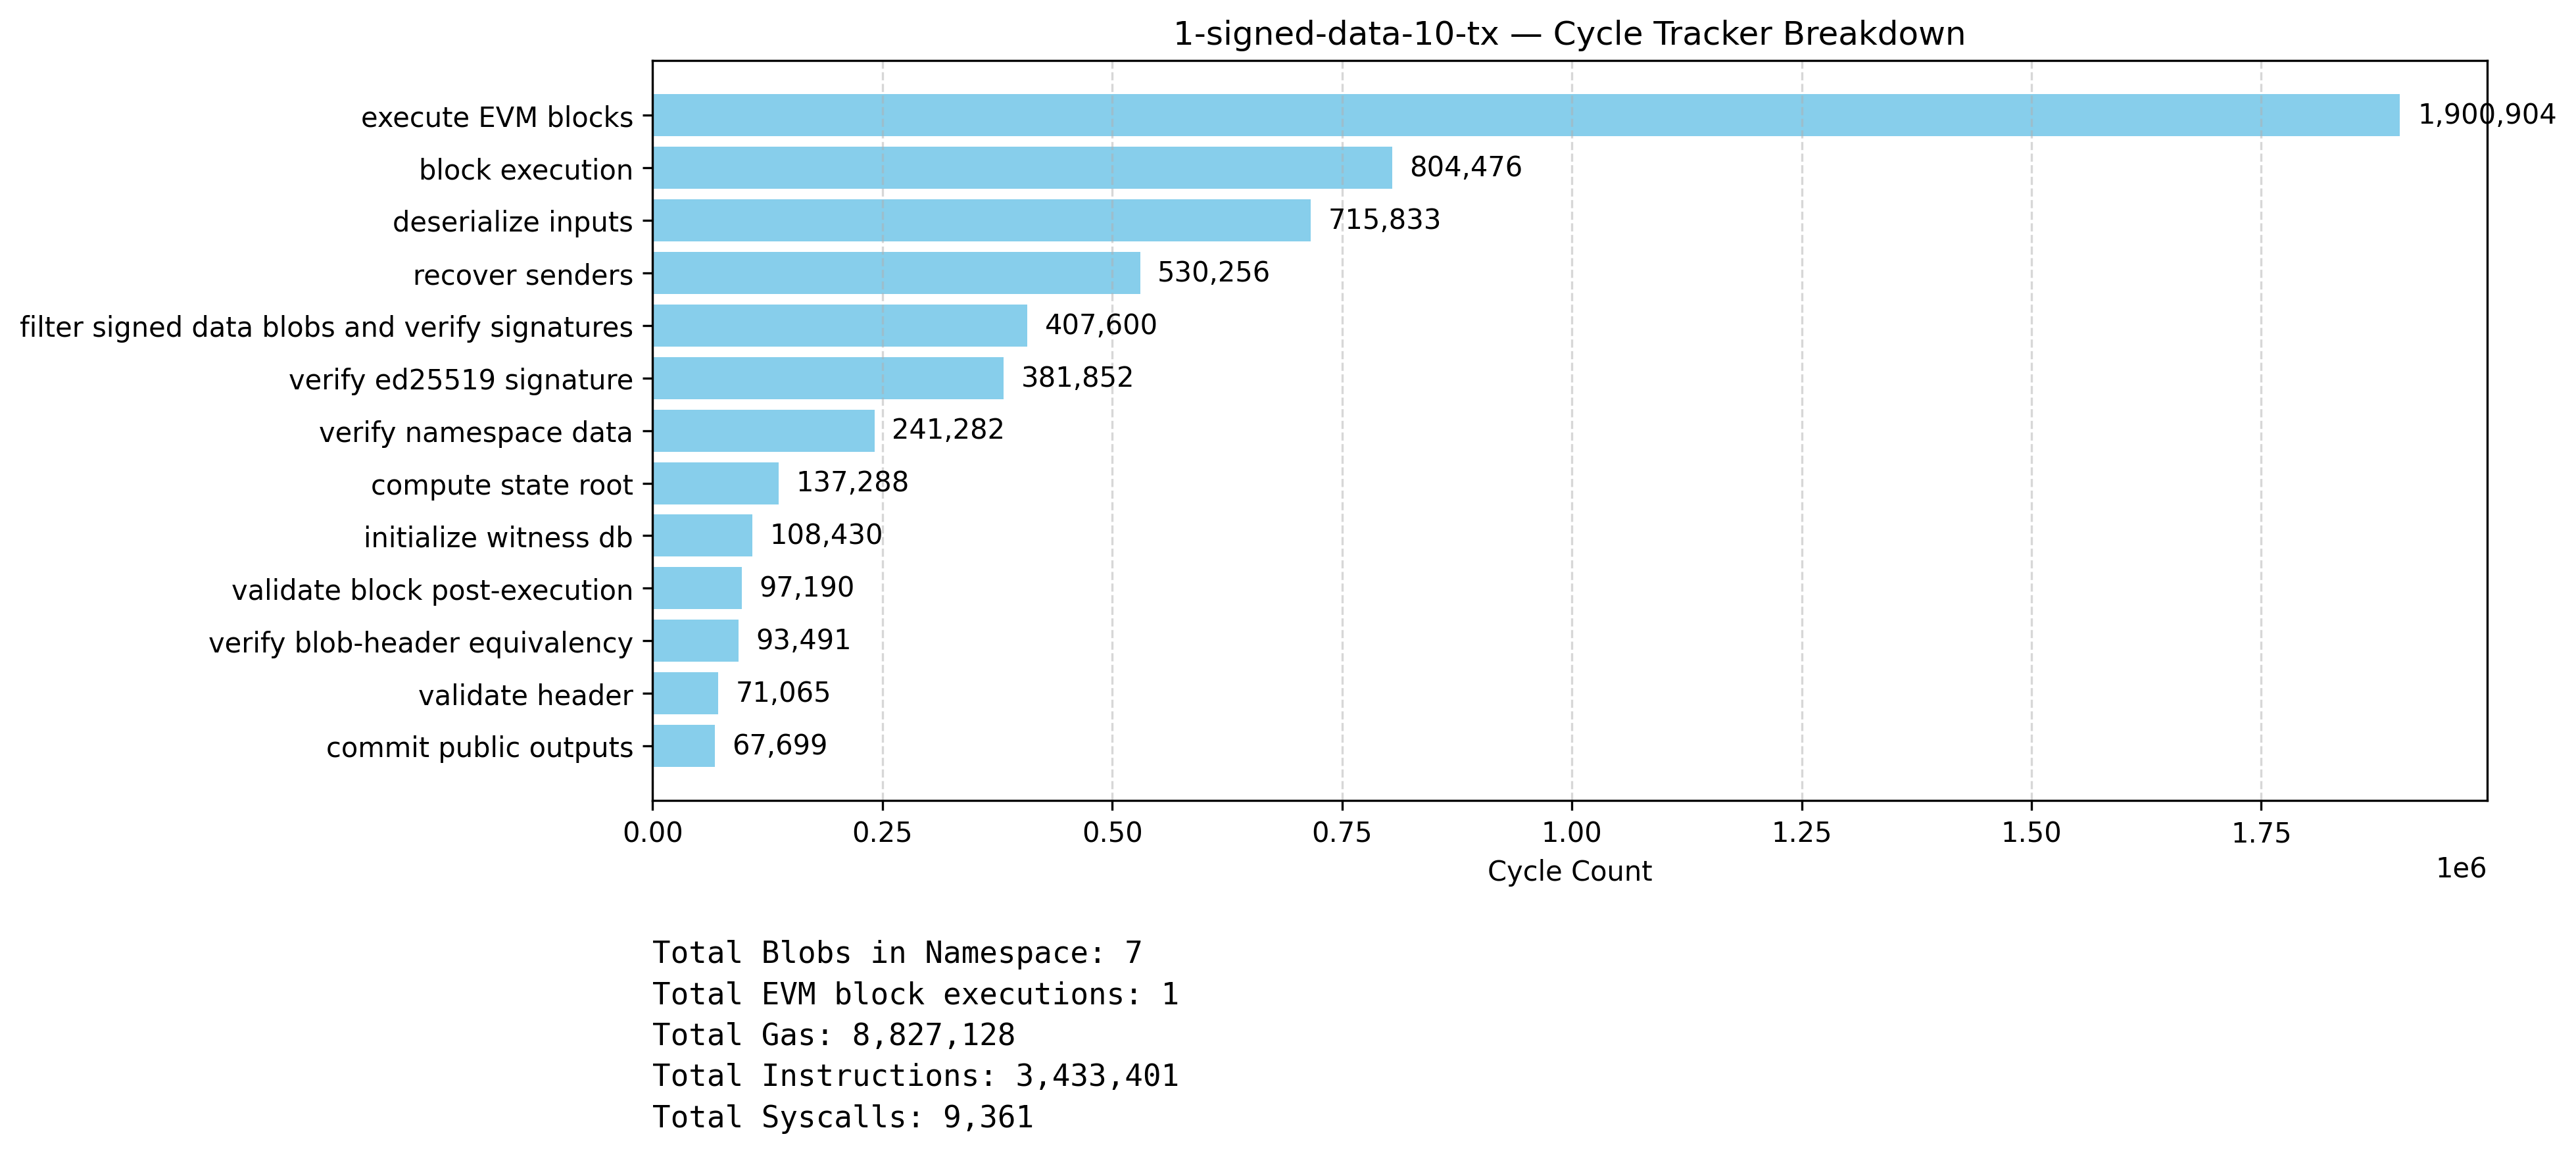 1-signed-data-10-tx — Cycle Tracker Breakdown
execute EVM blocks 1,900,904
block execution 804,476
deserialize inputs 715,833
recover senders 530,256
filter signed data blobs and verify signatures 407,600
verify ed25519 signature 381,852
verify namespace data 241,282
compute state root 137,288
initialize witness db 108,430
validate block post-execution 97,190
verify blob-header equivalency 93,491
validate header 71,065
commit public outputs 67,699
0.00 0.25 0.50 0.75 1.00 1.25 1.50 1.75
Cycle Count 1e6
Total Blobs in Namespace: 7
Total EVM block executions: 1
Total Gas: 8,827,128
Total Instructions: 3,433,401
Total Syscalls: 9,361